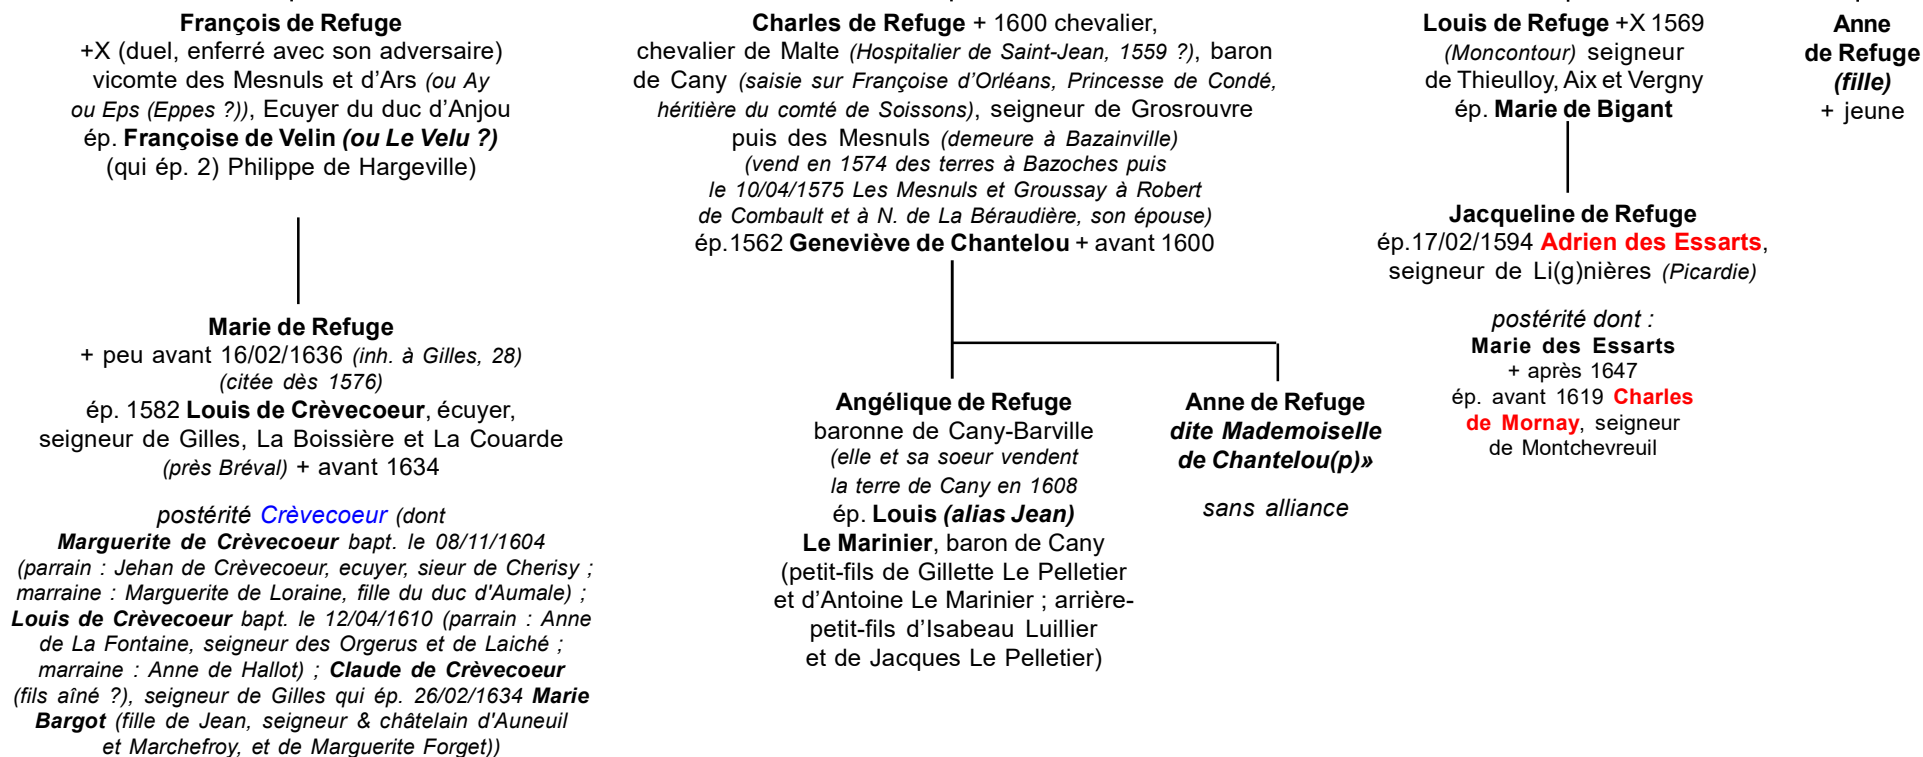 François de Refuge
+X (duel, enferré avec son adversaire)
vicomte des Mesnuls et d'Ars (ou Ay
ou Eps (Eppes ?)), Ecuyer du duc d'Anjou
ép. Françoise de Velin (ou Le Velu ?)
(qui ép. 2) Philippe de Hargeville)
Marie de Refuge
+ peu avant 16/02/1636 (inh. à Gilles, 28)
(citée dès 1576)
ép. 1582 Louis de Crèvecoeur, écuyer,
seigneur de Gilles, La Boissière et La Couarde
(près Bréval) + avant 1634
postérité Crèvecoeur (dont
Marguerite de Crèvecoeur bapt. le 08/11/1604
(parrain : Jehan de Crèvecoeur, ecuyer, sieur de Cherisy ;
marraine : Marguerite de Loraine, fille du duc d'Aumale) ;
Louis de Crèvecoeur bapt. le 12/04/1610 (parrain : Anne
de La Fontaine, seigneur des Orgerus et de Laiché ;
marraine : Anne de Hallot) ; Claude de Crèvecoeur
(fils aîné ?), seigneur de Gilles qui ép. 26/02/1634 Marie
Bargot (fille de Jean, seigneur & châtelain d'Auneuil
et Marchefroy, et de Marguerite Forget))
Charles de Refuge + 1600 chevalier,
chevalier de Malte (Hospitalier de Saint-Jean, 1559 ?), baron
de Cany (saisie sur Françoise d'Orléans, Princesse de Condé,
héritière du comté de Soissons), seigneur de Grosrouvre
puis des Mesnuls (demeure à Bazainville)
(vend en 1574 des terres à Bazoches puis
le 10/04/1575 Les Mesnuls et Groussay à Robert
de Combault et à N. de La Béraudière, son épouse)
ép.1562 Geneviève de Chantelou + avant 1600
Angélique de Refuge
baronne de Cany-Barville
(elle et sa soeur vendent
la terre de Cany en 1608
ép. Louis (alias Jean)
Le Marinier, baron de Cany
(petit-fils de Gillette Le Pelletier
et d'Antoine Le Marinier ; arrière-
petit-fils d'Isabeau Luillier
et de Jacques Le Pelletier)
Anne de Refuge
dite Mademoiselle
de Chantelou(p)»
sans alliance
Louis de Refuge +X 1569
(Moncontour) seigneur
de Thieulloy, Aix et Vergny
ép. Marie de Bigant
Jacqueline de Refuge
ép.17/02/1594 Adrien des Essarts,
seigneur de Li(g)nières (Picardie)
postérité dont :
Marie des Essarts
+ après 1647
ép. avant 1619 Charles
de Mornay, seigneur
de Montchevreuil
Anne
de Refuge
(fille)
+ jeune